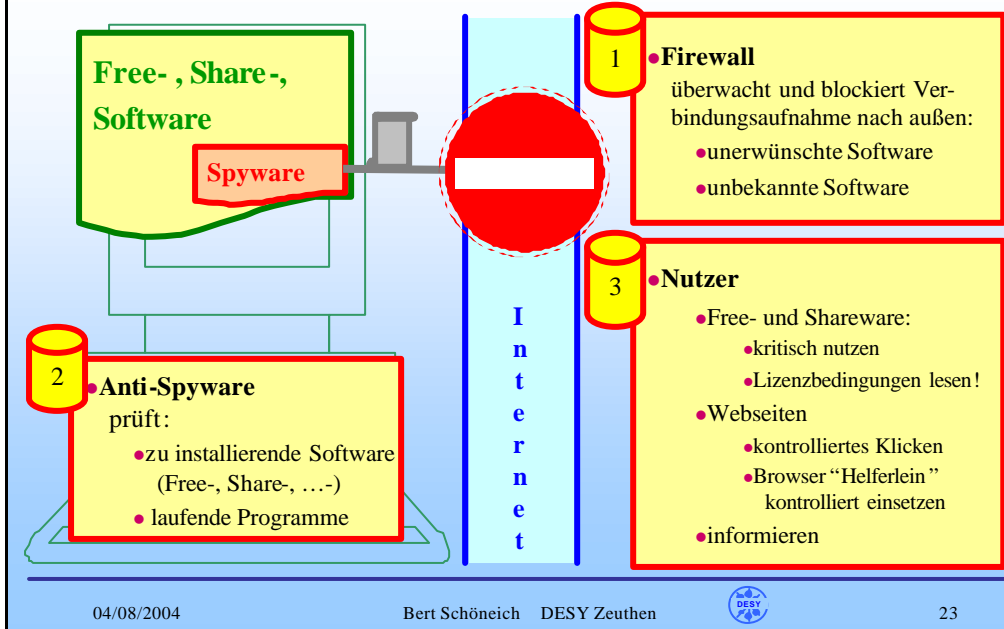 Free- , Share-,
Software
Spyware
1
•Firewall
überwacht und blockiert Ver-
bindungsaufnahme nach außen:
•unerwünschte Software
•unbekannte Software
2
•Anti-Spyware
prüft:
•zu installierende Software
(Free-, Share-, …-)
• laufende Programme
Internet
3
•Nutzer
•Free- und Shareware:
•kritisch nutzen
•Lizenzbedingungen lesen!
•Webseiten
•kontrolliertes Klicken
•Browser “Helferlein”
kontrolliert einsetzen
•informieren
04/08/2004 Bert Schöneich DESY Zeuthen DESY 23